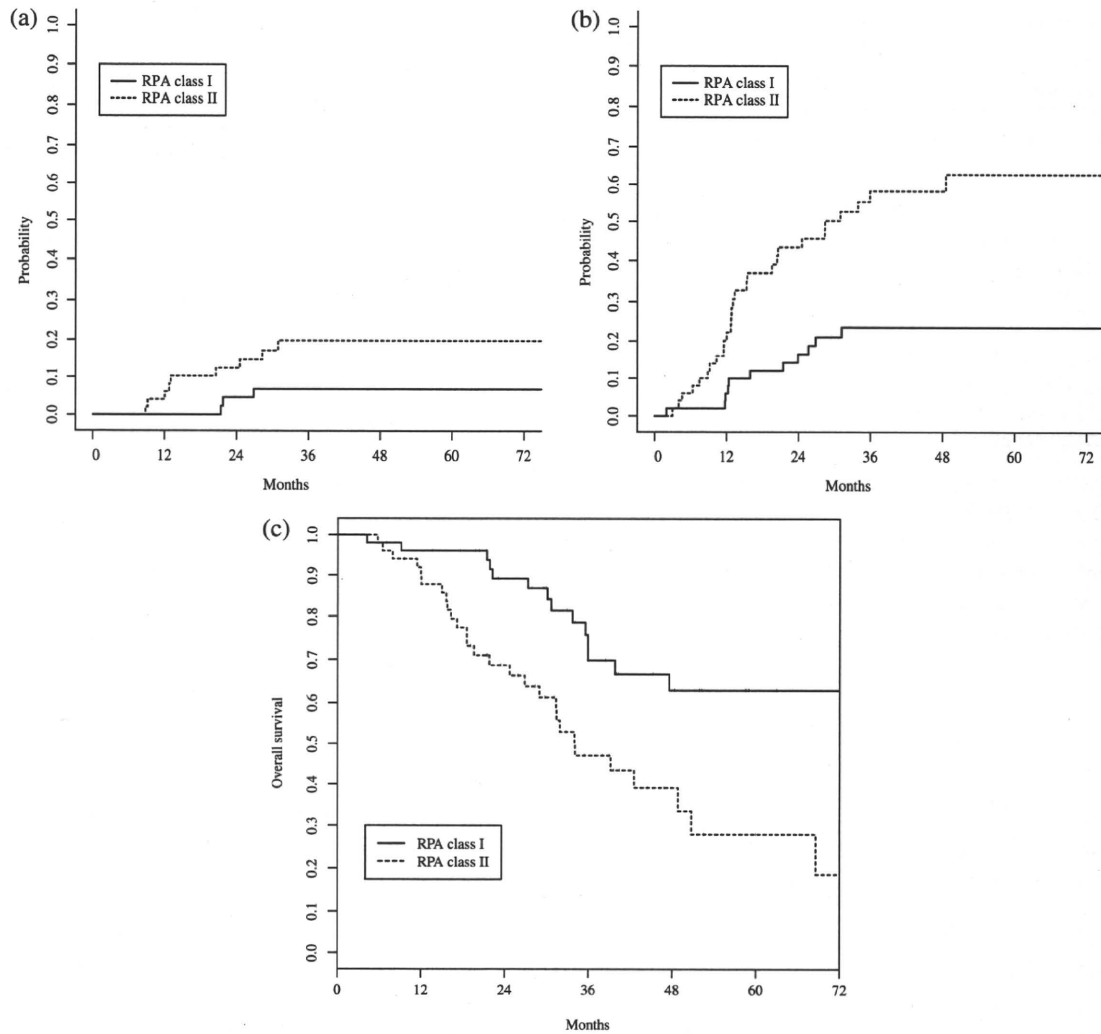 (a)
1.0
0.9
0.8
0.7
0.6
0.5
0.4
0.3
0.2
0.1
0.0
Probability
RPA class I
RPA class II
0 12 24 36 48 60 72
Months
(b)
1.0
0.9
0.8
0.7
0.6
0.5
0.4
0.3
0.2
0.1
0.0
Probability
RPA class I
RPA class II
0 12 24 36 48 60 72
Months
(c)
1.0
0.9
0.8
0.7
0.6
0.5
0.4
0.3
0.2
0.1
0.0
Overall survival
RPA class I
RPA class II
0 12 24 36 48 60 72
Months